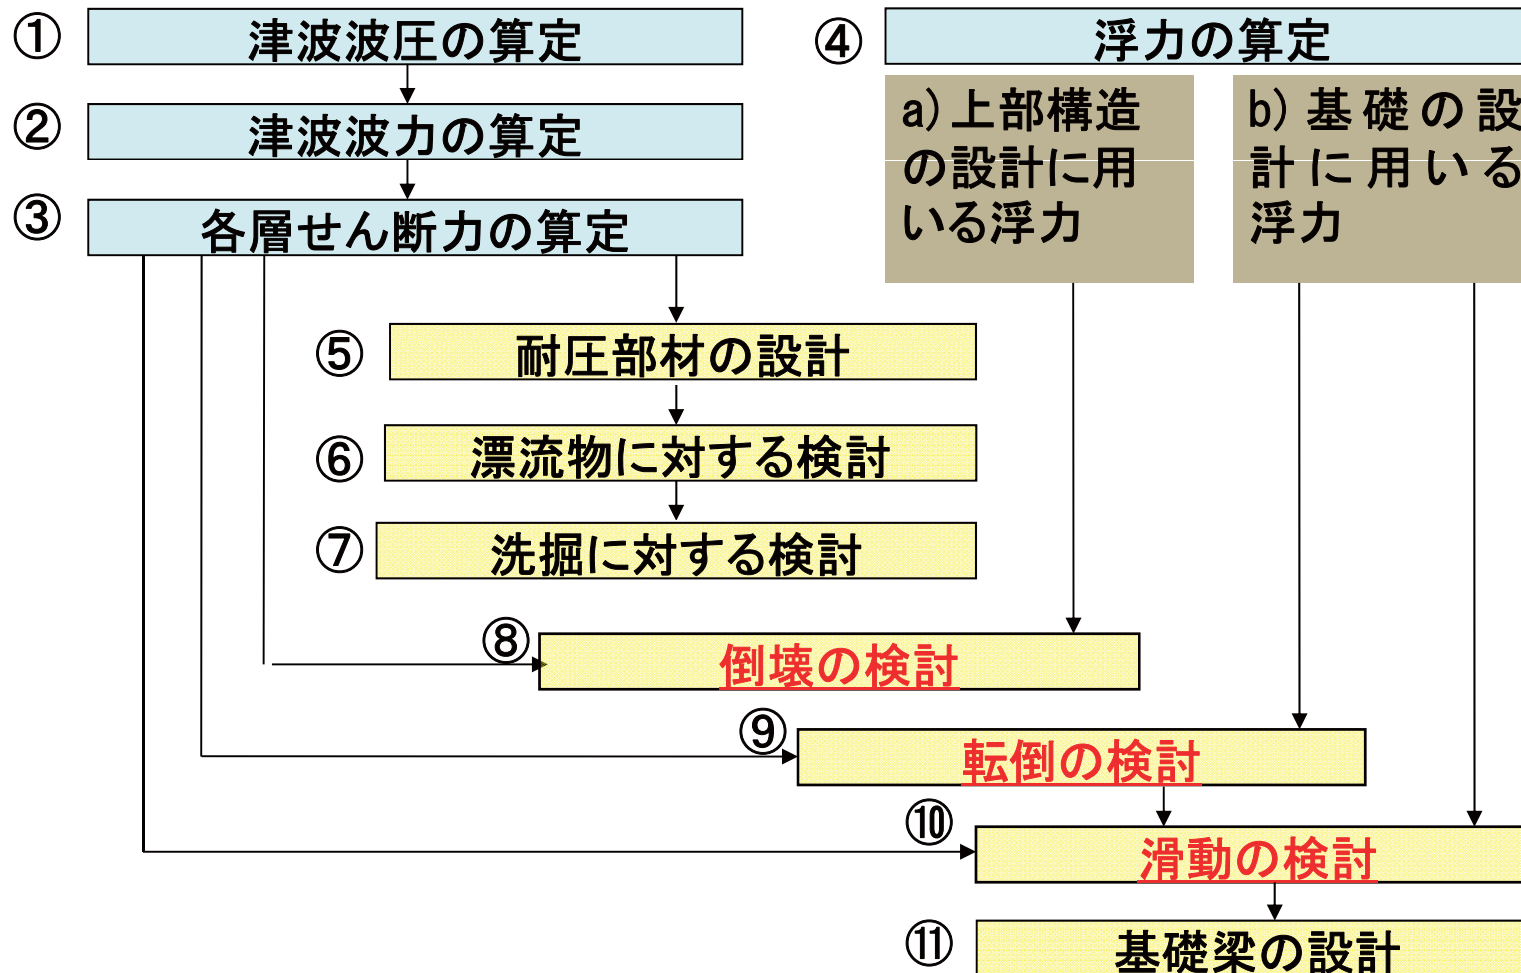 ① 津波波圧の算定
② 津波波力の算定
③ 各層せん断力の算定
④ 浮力の算定
a) 上部構造
の設計に用
いる浮力
b) 基礎の設
計に用いる
浮力
⑤ 耐圧部材の設計
⑥ 漂流物に対する検討
⑦ 洗掘に対する検討
⑧ 倒壊の検討
⑨ 転倒の検討
⑩ 滑動の検討
⑪ 基礎梁の設計